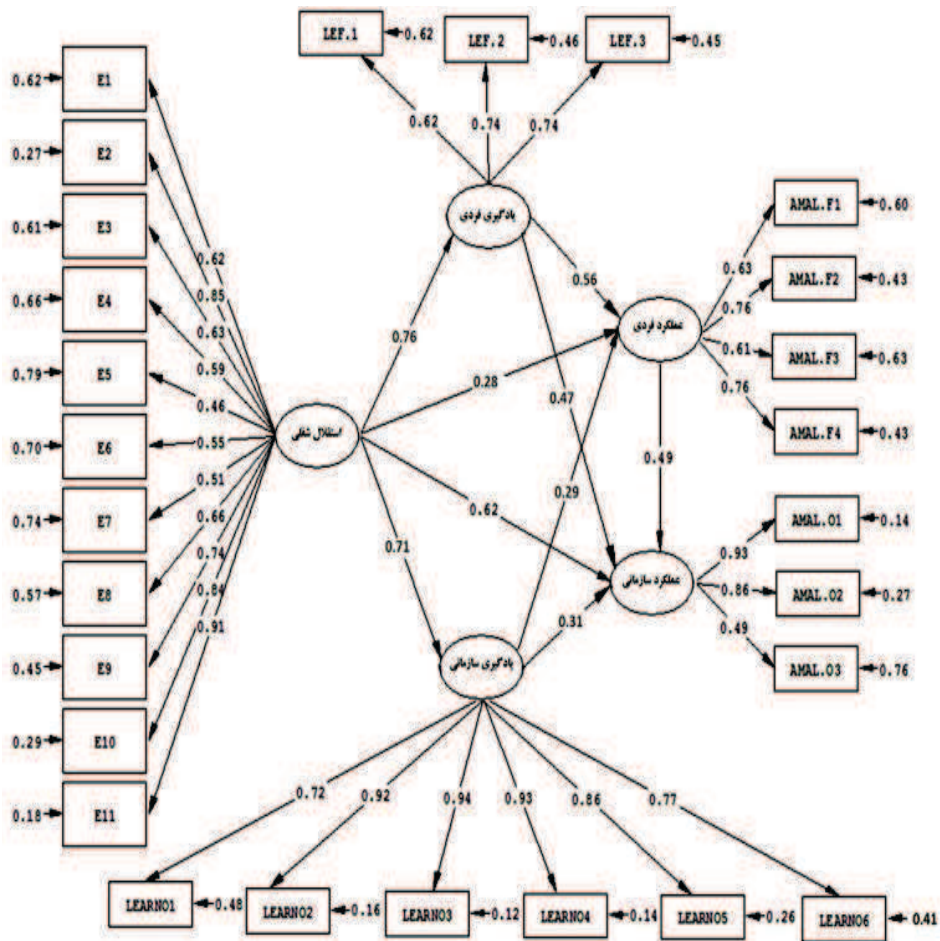 LEF.1 0.62
LEF.2 0.46
LEF.3 0.45
0.62 0.74 0.74
0.62 E1
0.27 E2
0.61 E3
0.66 E4
0.79 E5
0.70 E6
0.74 E7
0.57 E8
0.45 E9
0.29 E10
0.18 E11
0.62
0.85
0.63
0.59
0.46
0.55
0.51
0.66
0.74
0.84
0.91
استقلال شغلی
یادگیری فردی
عملکرد فردی
عملکرد سازمانی
یادگیری سازمانی
0.76
0.56
0.28
0.47
0.49
0.29
0.62
0.71
0.31
0.63
0.76
0.61
0.76
AMAL.F1 0.60
AMAL.F2 0.43
AMAL.F3 0.63
AMAL.F4 0.43
0.93
0.86
0.49
AMAL.O1 0.14
AMAL.O2 0.27
AMAL.O3 0.76
0.72 0.92 0.94 0.93 0.86 0.77
LEARNO1 0.48
LEARNO2 0.16
LEARNO3 0.12
LEARNO4 0.14
LEARNO5 0.26
LEARNO6 0.41